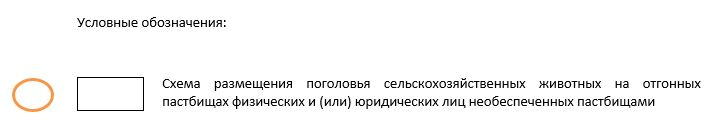 Условные обозначения:
Схема размещения поголовья сельскохозяйственных животных на отгонных
пастбищах физических и (или) юридических лиц необеспеченных пастбищами